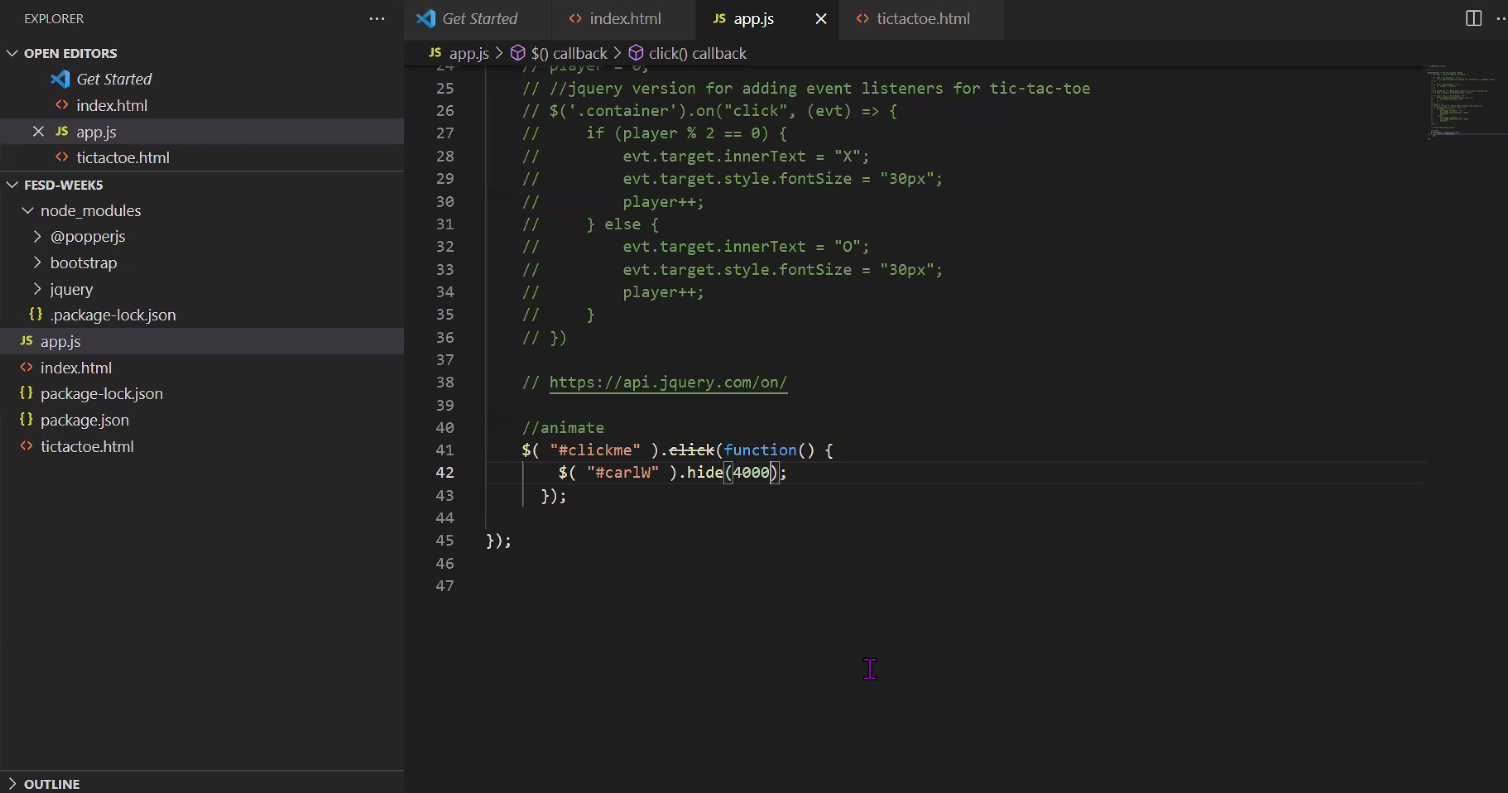 EXPLORER
OPEN EDITORS
Get Started
index.html
app.js
tictactoe.html
FESD-WEEK5
node_modules
@popperjs
bootstrap
jquery
{} .package-lock.json
JS app.js
<> index.html
{} package-lock.json
{} package.json
<> tictactoe.html
OUTLINE
Get Started <> index.html JS app.js <> tictactoe.html
JS app.js > $() callback > click() callback
24 // player = 0;
25 // //jquery version for adding event listeners for tic-tac-toe
26 // $('.container').on("click", (evt) => {
27 //     if (player % 2 == 0) {
28 //         evt.target.innerText = "X";
29 //         evt.target.style.fontSize = "30px";
30 //         player++;
31 //     } else {
32 //         evt.target.innerText = "O";
33 //         evt.target.style.fontSize = "30px";
34 //         player++;
35 //     }
36 // })
37
38 // https://api.jquery.com/on/
39
40 //animate
41 $( "#clickme" ).click(function() {
42     $( "#carlW" ).hide(4000);
43   });
44
45 });
46
47